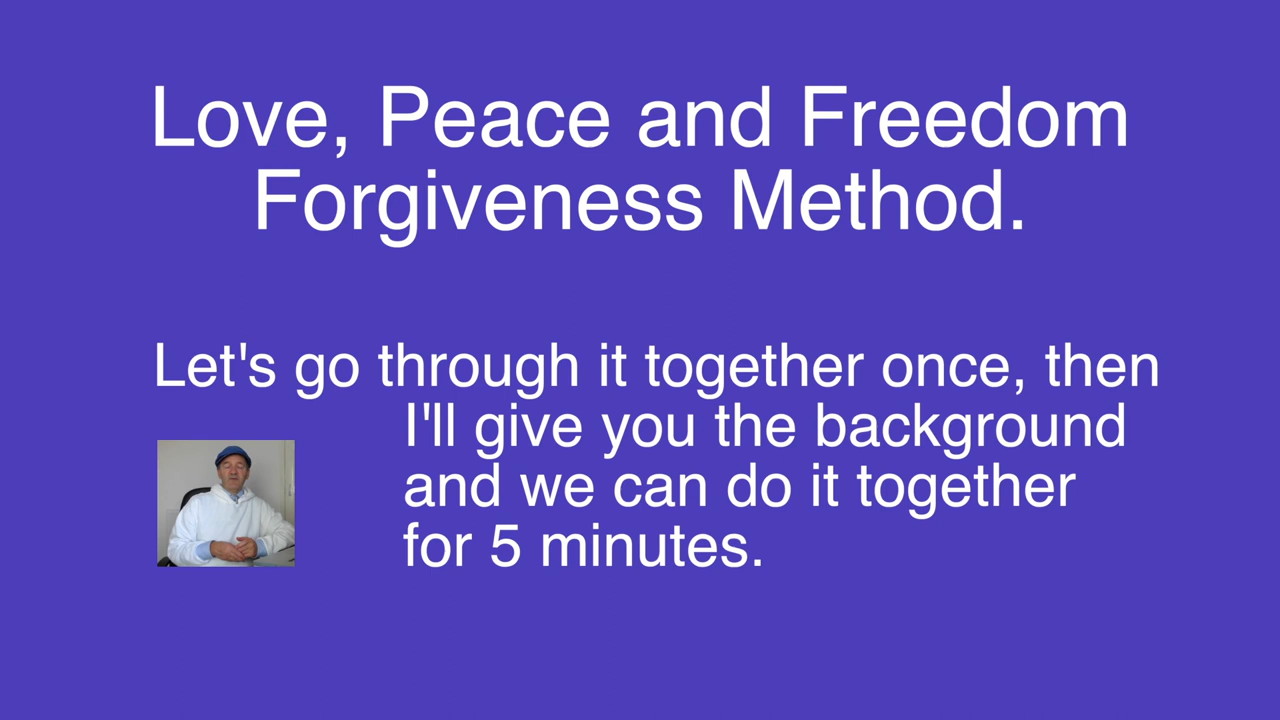 Love, Peace and Freedom
Forgiveness Method.
Let's go through it together once, then
I'll give you the background
and we can do it together
for 5 minutes.